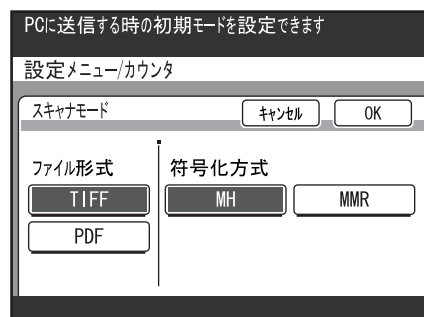 PCに送信する時の初期モードを設定できます
設定メニュー/カウンタ
スキャナモード
キャンセル
OK
ファイル形式
符号化方式
TIFF
MH
MMR
PDF